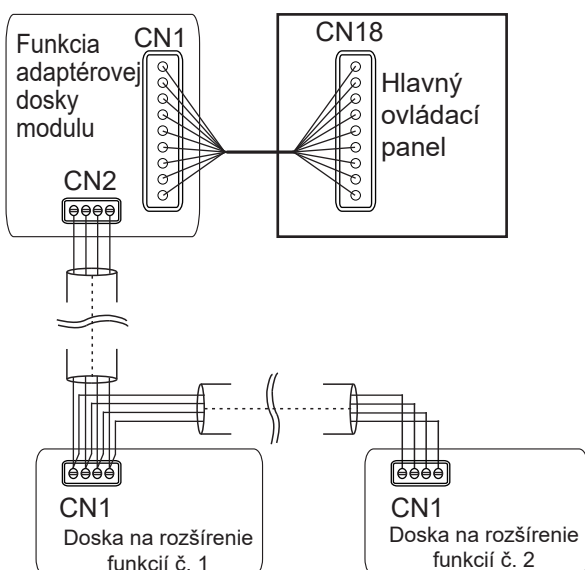 Funkcia
adaptérovej
dosky
modulu
CN1
CN2
CN18
Hlavný
ovládací
panel
CN1
Doska na rozšírenie
funkcií č. 1
CN1
Doska na rozšírenie
funkcií č. 2